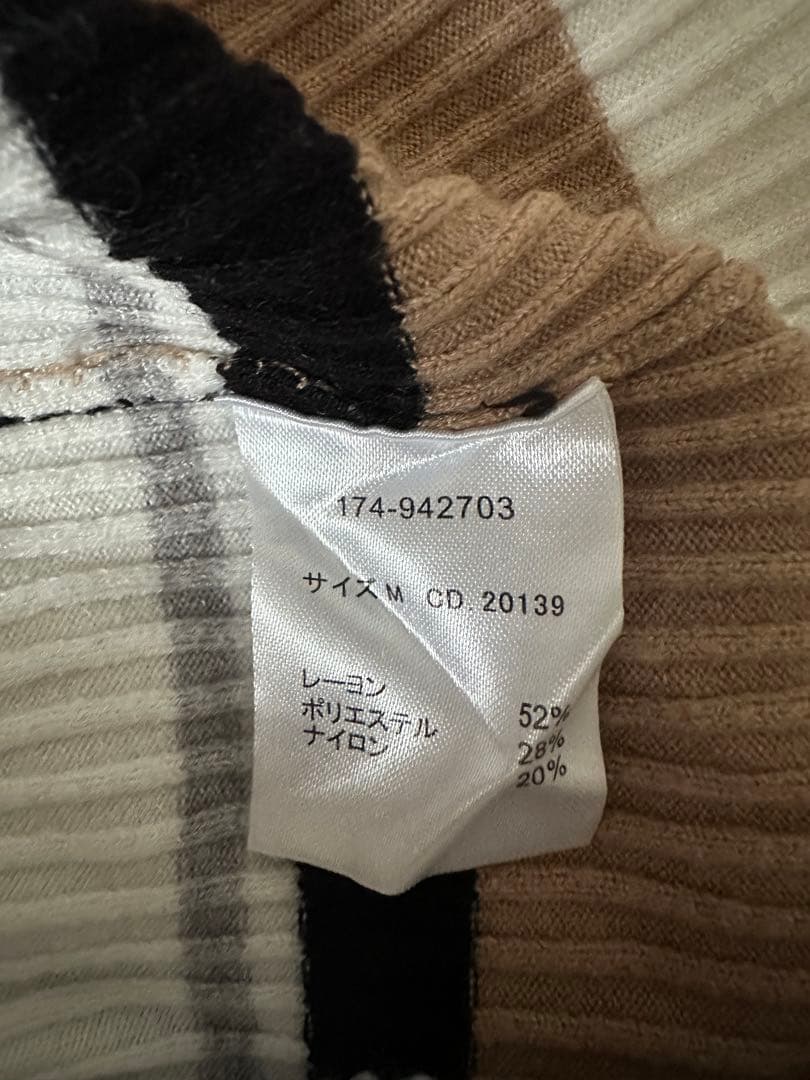 174-942703
サイズ M CD. 20139
レーヨン 52%
ポリエステル 28%
ナイロン 20%